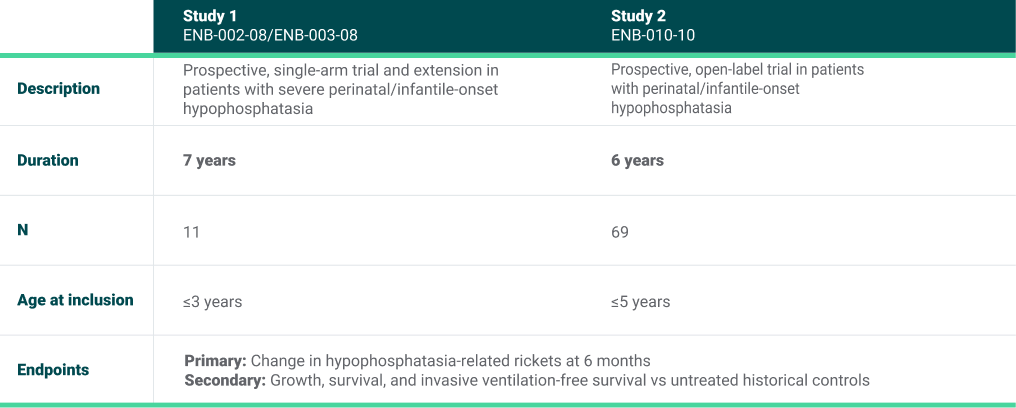 Study 1
ENB-002-08/ENB-003-08
Study 2
ENB-010-10
Description
Prospective, single-arm trial and extension in
patients with severe perinatal/infantile-onset
hypophosphatasia
Prospective, open-label trial in patients
with perinatal/infantile-onset
hypophosphatasia
Duration
7 years
6 years
N
11
69
Age at inclusion
≤3 years
≤5 years
Endpoints
Primary: Change in hypophosphatasia-related rickets at 6 months
Secondary: Growth, survival, and invasive ventilation-free survival vs untreated historical controls